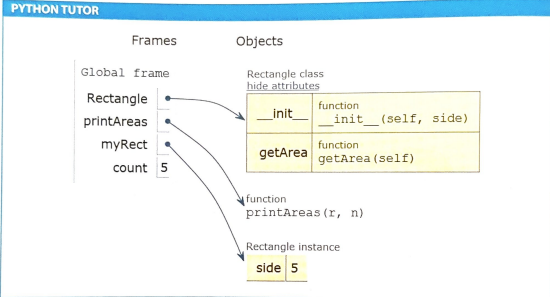 PYTHON TUTOR
Frames Objects
Global frame
Rectangle
printAreas
myRect
count 5
Rectangle class
hide attributes
__init__ function
__init__(self, side)
getArea function
getArea(self)
function
printAreas(r, n)
Rectangle instance
side 5